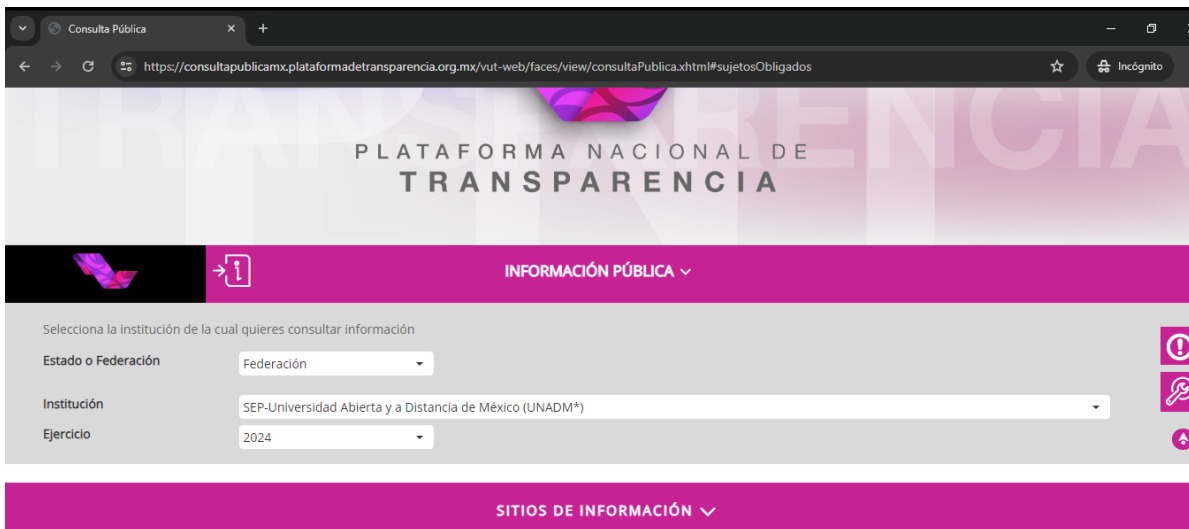 Consulta Pública
https://consultapublicamx.plataformadetransparencia.org.mx/vut-web/faces/view/consultaPublica.xhtml#sujetosObligados
Incógnito
TRANSPARENCIA
PLATAFORMA NACIONAL DE
TRANSPARENCIA
INFORMACIÓN PÚBLICA
Selecciona la institución de la cual quieres consultar información
Estado o Federación Federación
Institución SEP-Universidad Abierta y a Distancia de México (UNADM*)
Ejercicio 2024
SITIOS DE INFORMACIÓN